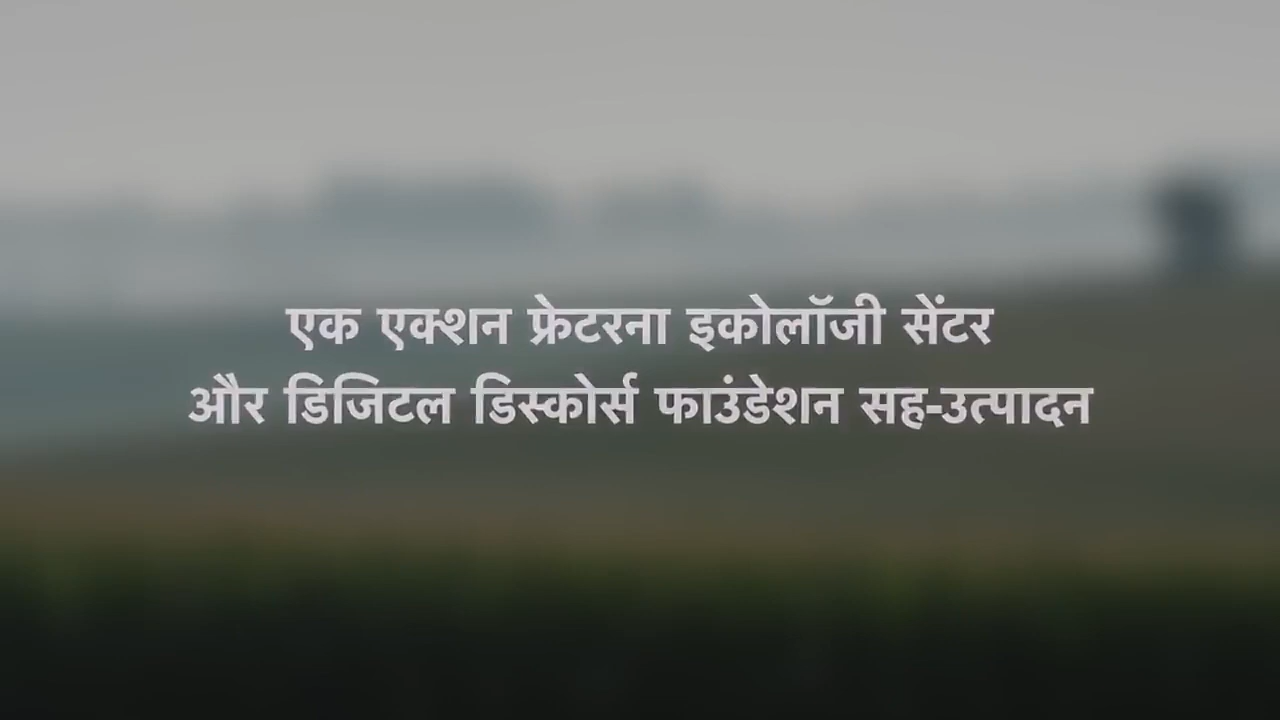 एक एक्शन फ्रेटरना इकोलॉजी सेंटर
और डिजिटल डिस्कोर्स फाउंडेशन सह-उत्पादन